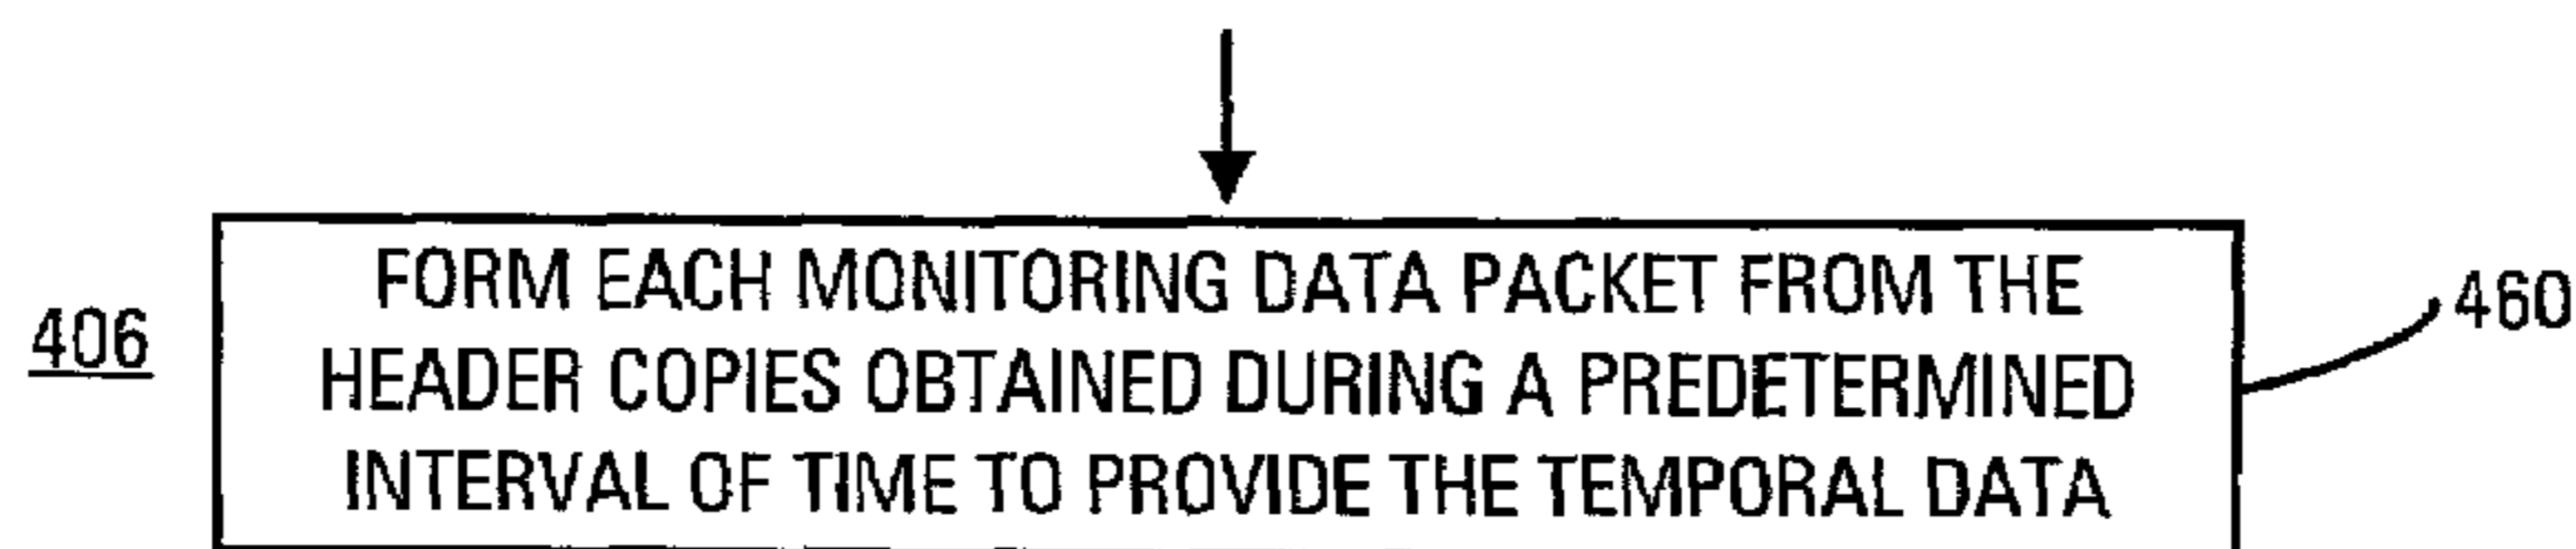 FORM EACH MONITORING DATA PACKET FROM THE
406
460
HEADER COPIES OBTAINED DURING A PREDETERMINED
INTERVAL OF TIME TO PROVIDE THE TEMPORAL DATA